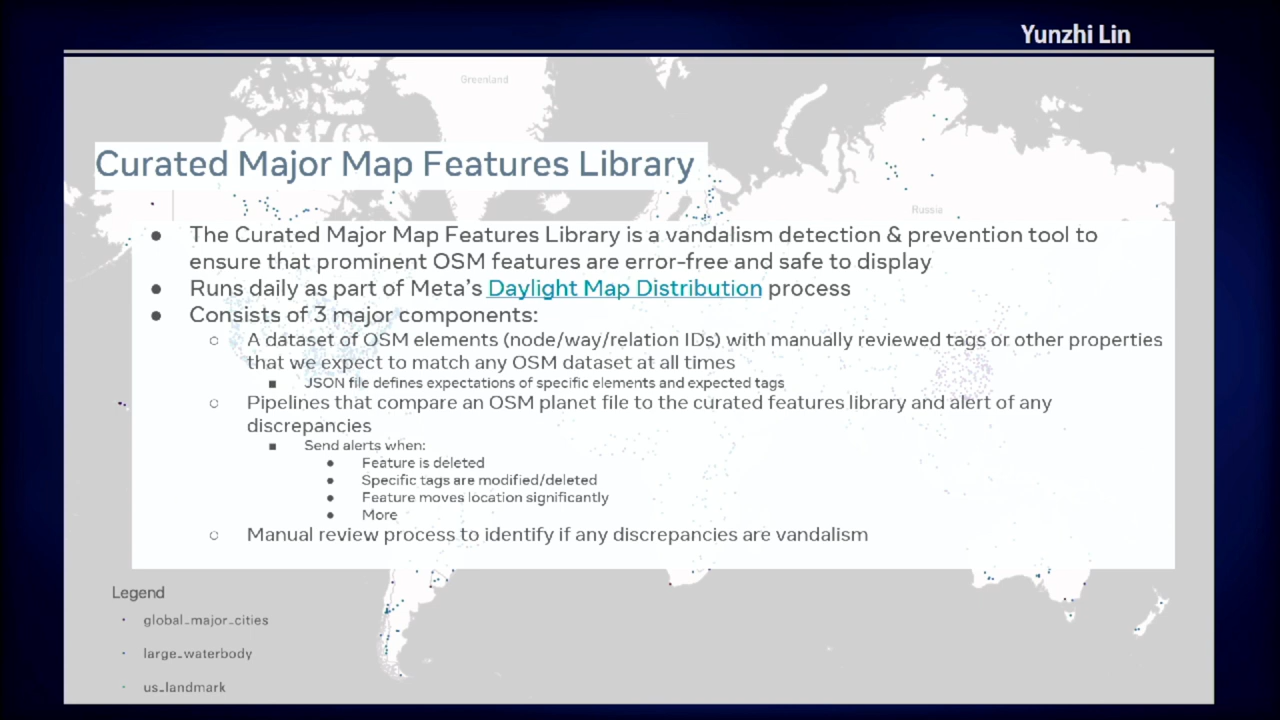 Yunzhi Lin
Greenland
Curated Major Map Features Library
Russia
● The Curated Major Map Features Library is a vandalism detection & prevention tool to
ensure that prominent OSM features are error-free and safe to display
● Runs daily as part of Meta's Daylight Map Distribution process
● Consists of 3 major components:
○ A dataset of OSM elements (node/way/relation IDs) with manually reviewed tags or other properties
that we expect to match any OSM dataset at all times
■ JSON file defines expectations of specific elements and expected tags
○ Pipelines that compare an OSM planet file to the curated features library and alert of any
discrepancies
■ Send alerts when:
● Feature is deleted
● Specific tags are modified/deleted
● Feature moves location significantly
● More
○ Manual review process to identify if any discrepancies are vandalism
Legend
global_major_cities
large_waterbody
us_landmark